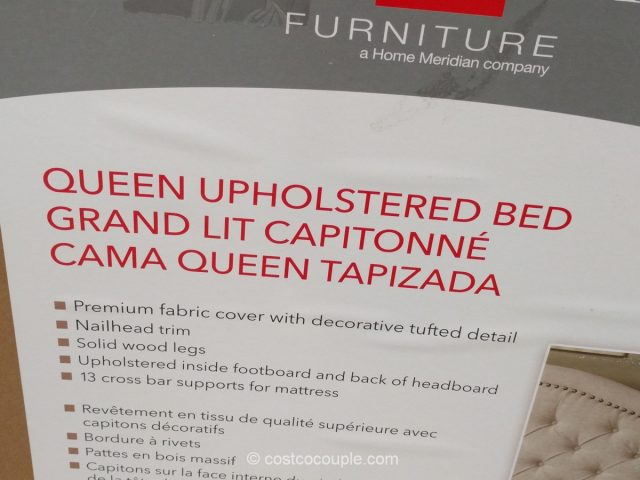 FURNITURE
a Home Meridian company
QUEEN UPHOLSTERED BED
GRAND LIT CAPITONNÉ
CAMA QUEEN TAPIZADA
Premium fabric cover with decorative tufted detail
Nailhead trim
Solid wood legs
Upholstered inside footboard and back of headboard
13 cross bar supports for mattress
Revêtement en tissu de qualité supérieure avec
capitons décoratifs
Bordure à rivets
Pattes en bois massif
Capitons sur la face interne
© costcocouple.com